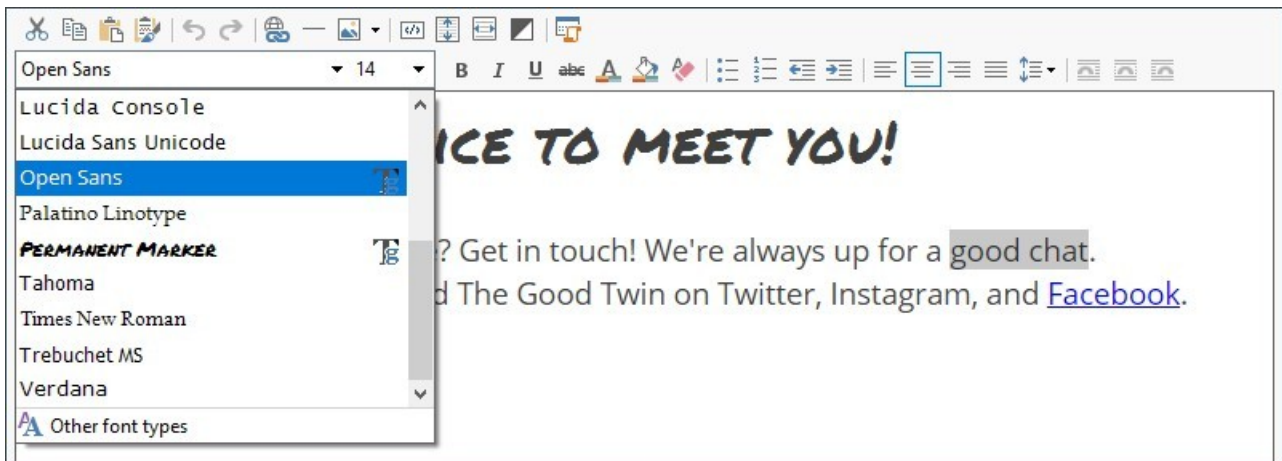 Open Sans 14 B I U abc A
Lucida Console
Lucida Sans Unicode
Open Sans
Palatino Linotype
PERMANENT MARKER
Tahoma
Times New Roman
Trebuchet MS
Verdana
Other font types
ICE TO MEET YOU!
? Get in touch! We're always up for a good chat.
d The Good Twin on Twitter, Instagram, and Facebook.